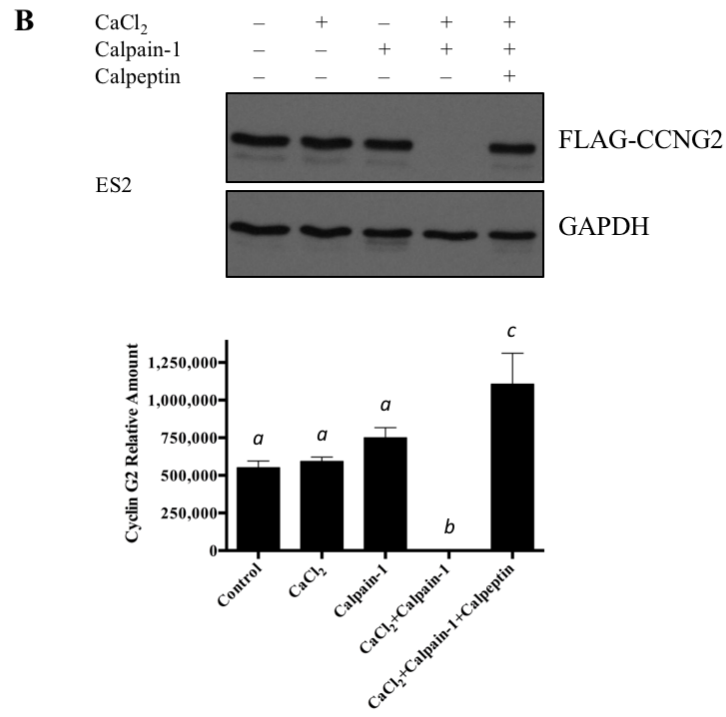 B
CaCl₂ – + – + +
Calpain-1 – – + + +
Calpeptin – – – – +
FLAG-CCNG2
ES2
GAPDH
Cyclin G2 Relative Amount
1,250,000
1,000,000
750,000
500,000
250,000
0
a
a
a
b
c
Control
CaCl₂
Calpain-1
CaCl₂+Calpain-1
CaCl₂+Calpain-1+Calpeptin